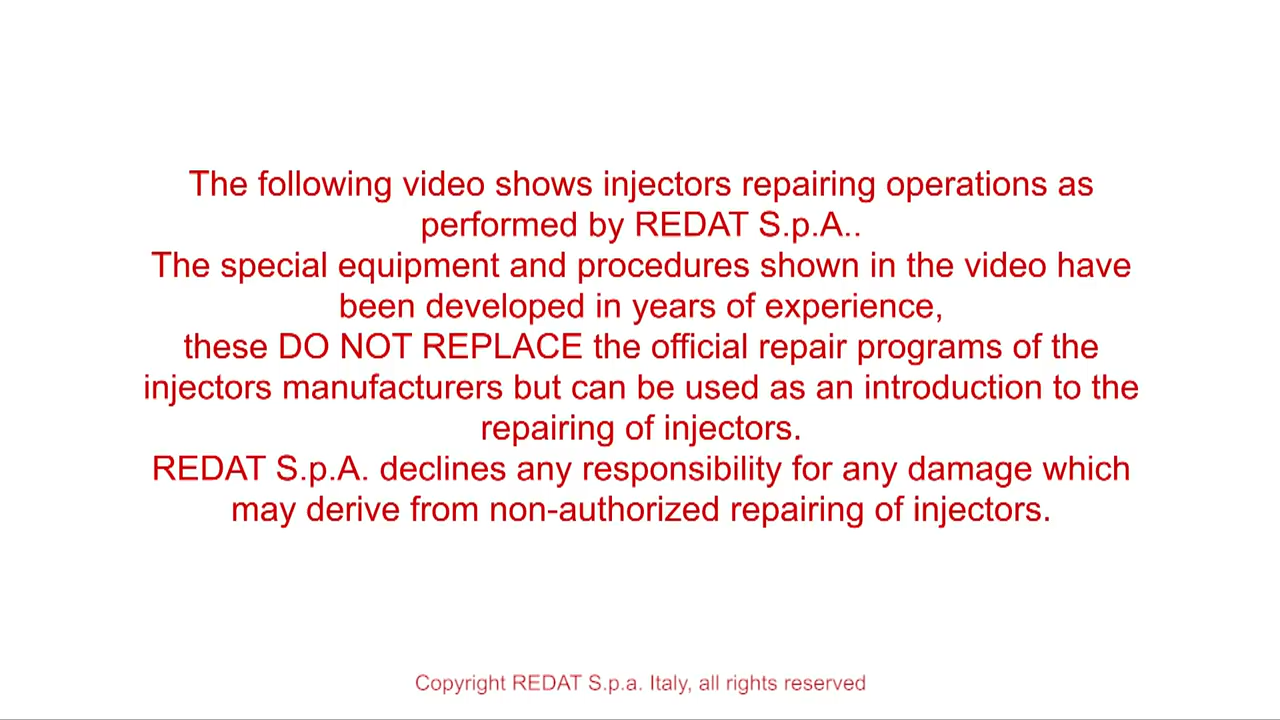 The following video shows injectors repairing operations as
performed by REDAT S.p.A..
The special equipment and procedures shown in the video have
been developed in years of experience,
these DO NOT REPLACE the official repair programs of the
injectors manufacturers but can be used as an introduction to the
repairing of injectors.
REDAT S.p.A. declines any responsibility for any damage which
may derive from non-authorized repairing of injectors.
Copyright REDAT S.p.a. Italy, all rights reserved